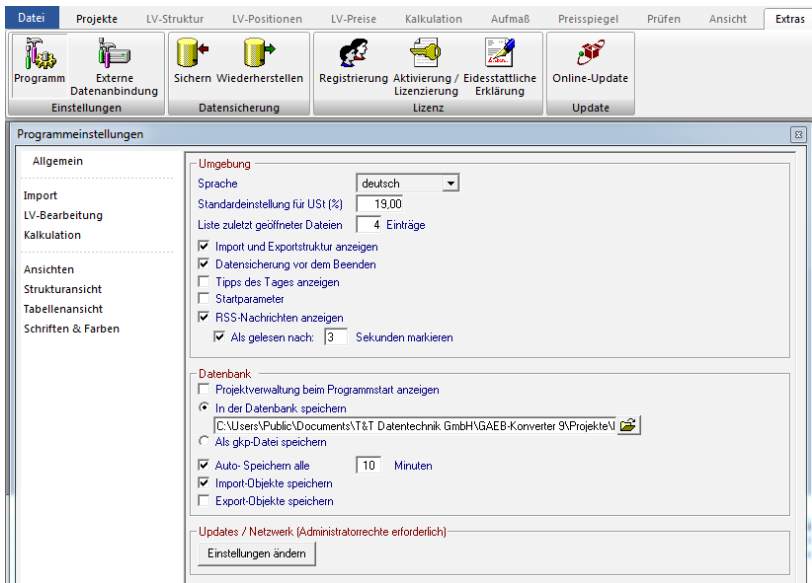 Datei Projekte LV-Struktur LV-Positionen LV-Preise Kalkulation Aufmaß Preisspiegel Prüfen Ansicht Extras
Programm
Externe Datenanbindung
Sichern Wiederherstellen
Registrierung
Aktivierung / Lizenzierung
Eidesstattliche Erklärung
Online-Update
Einstellungen Datensicherung Lizenz Update
Programmeinstellungen
Allgemein
Import
LV-Bearbeitung
Kalkulation
Ansichten
Strukturansicht
Tabellenansicht
Schriften & Farben
Umgebung
Sprache deutsch
Standardeinstellung für USt (%) 19,00
Liste zuletzt geöffneter Dateien 4 Einträge
Import und Exportstruktur anzeigen
Datensicherung vor dem Beenden
Tipps des Tages anzeigen
Startparameter
RSS-Nachrichten anzeigen
Als gelesen nach: 3 Sekunden markieren
Datenbank
Projektverwaltung beim Programmstart anzeigen
In der Datenbank speichern
C:\Users\Public\Documents\T&T Datentechnik GmbH\GAEB-Konverter 9\Projekte\
Als gkp-Datei speichern
Auto- Speichern alle 10 Minuten
Import-Objekte speichern
Export-Objekte speichern
Updates / Netzwerk (Administratorrechte erforderlich)
Einstellungen ändern